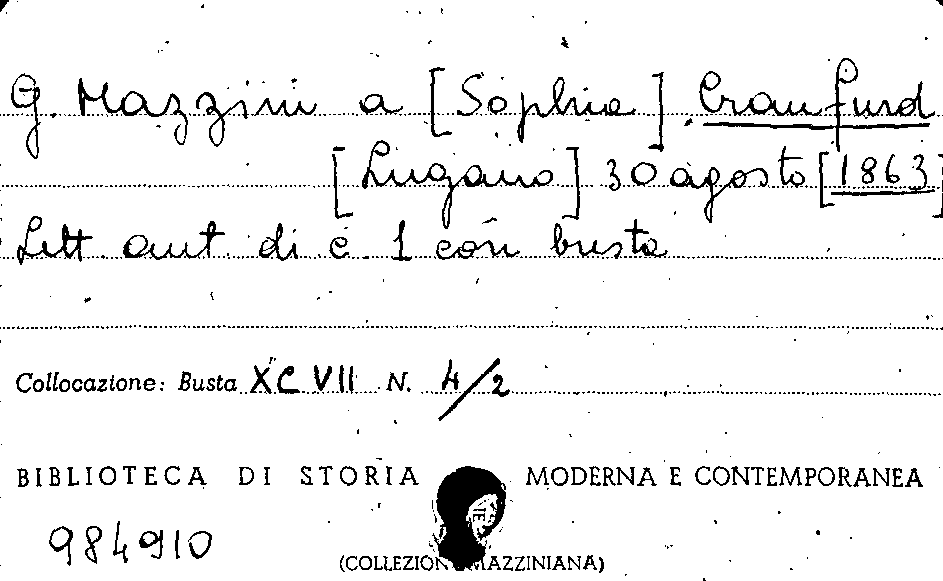 G. Mazzini a [Sophie] Craufurd
[Lugano] 30 agosto [1863]
Lett. aut. di c. 1 con busta
Collocazione: Busta XCVII N. 4/2
BIBLIOTECA DI STORIA MODERNA E CONTEMPORANEA
984910
(COLLEZIONE MAZZINIANA)